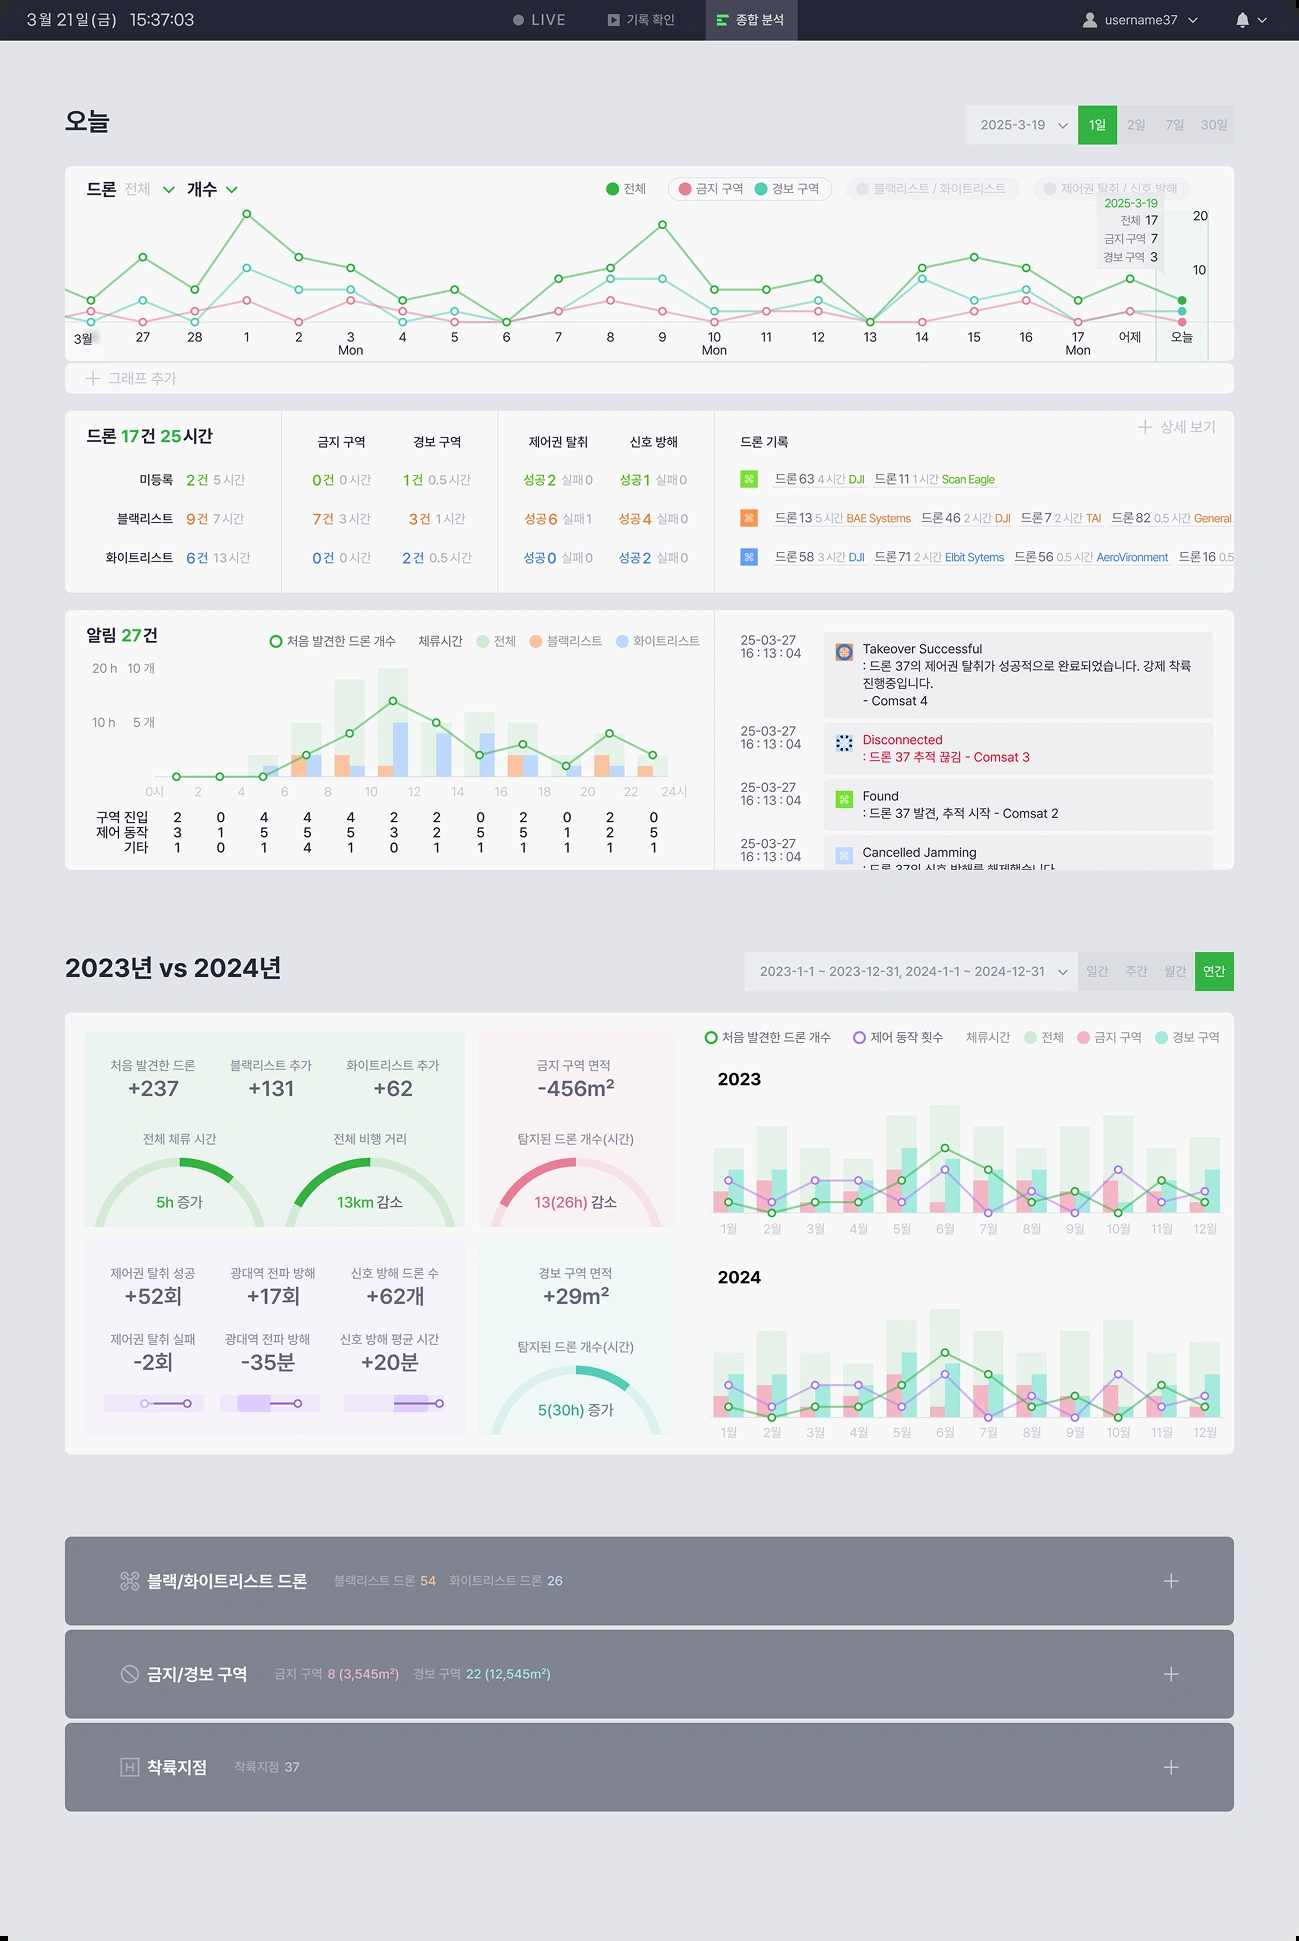 3월 21일(금) 15:37:03
LIVE
기록 확인
종합 분석
username37
오늘
2025-3-19
1일 2일 7일 30일
드론 전체 개수
전체 금지 구역 경보 구역 블랙리스트 / 화이트리스트 제어권 탈취 / 신호 방해
2025-3-19
전체 17
금지 구역 7
경보 구역 3
20
10
3월 27 28 1 2 3 4 5 6 7 8 9 10 11 12 13 14 15 16 17 어제 오늘
Mon Mon Mon
그래프 추가
드론 17건 25시간
금지 구역 경보 구역 제어권 탈취 신호 방해 드론 기록
상세 보기
미등록 2건 5시간 0건 0시간 1건 0.5시간 성공2 실패0 성공1 실패0 드론63 4시간 DJI 드론11 1시간 Scan Eagle
블랙리스트 9건 7시간 7건 3시간 3건 1시간 성공6 실패1 성공4 실패0 드론13 5시간 BAE Systems 드론46 2시간 DJI 드론7 2시간 TAI 드론82 0.5시간 General
화이트리스트 6건 13시간 0건 0시간 2건 0.5시간 성공0 실패0 성공2 실패0 드론58 3시간 DJI 드론71 2시간 Elbit Sytems 드론56 0.5시간 AeroVironment 드론16 0.5
알림 27건
처음 발견한 드론 개수 체류시간 전체 블랙리스트 화이트리스트
20 h 10 개
10 h 5 개
0시 2 4 6 8 10 12 14 16 18 20 22 24시
구역 진입 2 0 4 4 4 2 2 0 2 0 2 0
제어 동작 3 1 5 5 5 3 2 5 5 1 2 5
기타 1 0 1 4 1 0 1 1 1 1 1 1
25-03-27
16:13:04
Takeover Successful
: 드론 37의 제어권 탈취가 성공적으로 완료되었습니다. 강제 착륙
진행중입니다.
- Comsat 4
25-03-27
16:13:04
Disconnected
: 드론 37 추적 끊김 - Comsat 3
25-03-27
16:13:04
Found
: 드론 37 발견, 추적 시작 - Comsat 2
25-03-27
16:13:04
Cancelled Jamming
: 드론 37의 신호 방해를 해제했습니다
2023년 vs 2024년
2023-1-1 ~ 2023-12-31, 2024-1-1 ~ 2024-12-31
일간 주간 월간 연간
처음 발견한 드론 블랙리스트 추가 화이트리스트 추가
+237 +131 +62
전체 체류 시간 전체 비행 거리
5h 증가 13km 감소
금지 구역 면적
-456m²
탐지된 드론 개수(시간)
13(26h) 감소
제어권 탈취 성공 광대역 전파 방해 신호 방해 드론 수
+52회 +17회 +62개
제어권 탈취 실패 광대역 전파 방해 신호 방해 평균 시간
-2회 -35분 +20분
경보 구역 면적
+29m²
탐지된 드론 개수(시간)
5(30h) 증가
처음 발견한 드론 개수 제어 동작 횟수 체류시간 전체 금지 구역 경보 구역
2023
1월 2월 3월 4월 5월 6월 7월 8월 9월 10월 11월 12월
2024
1월 2월 3월 4월 5월 6월 7월 8월 9월 10월 11월 12월
블랙/화이트리스트 드론 블랙리스트 드론 54 화이트리스트 드론 26
금지/경보 구역 금지 구역 8 (3,545m²) 경보 구역 22 (12,545m²)
H 착륙지점 착륙지점 37